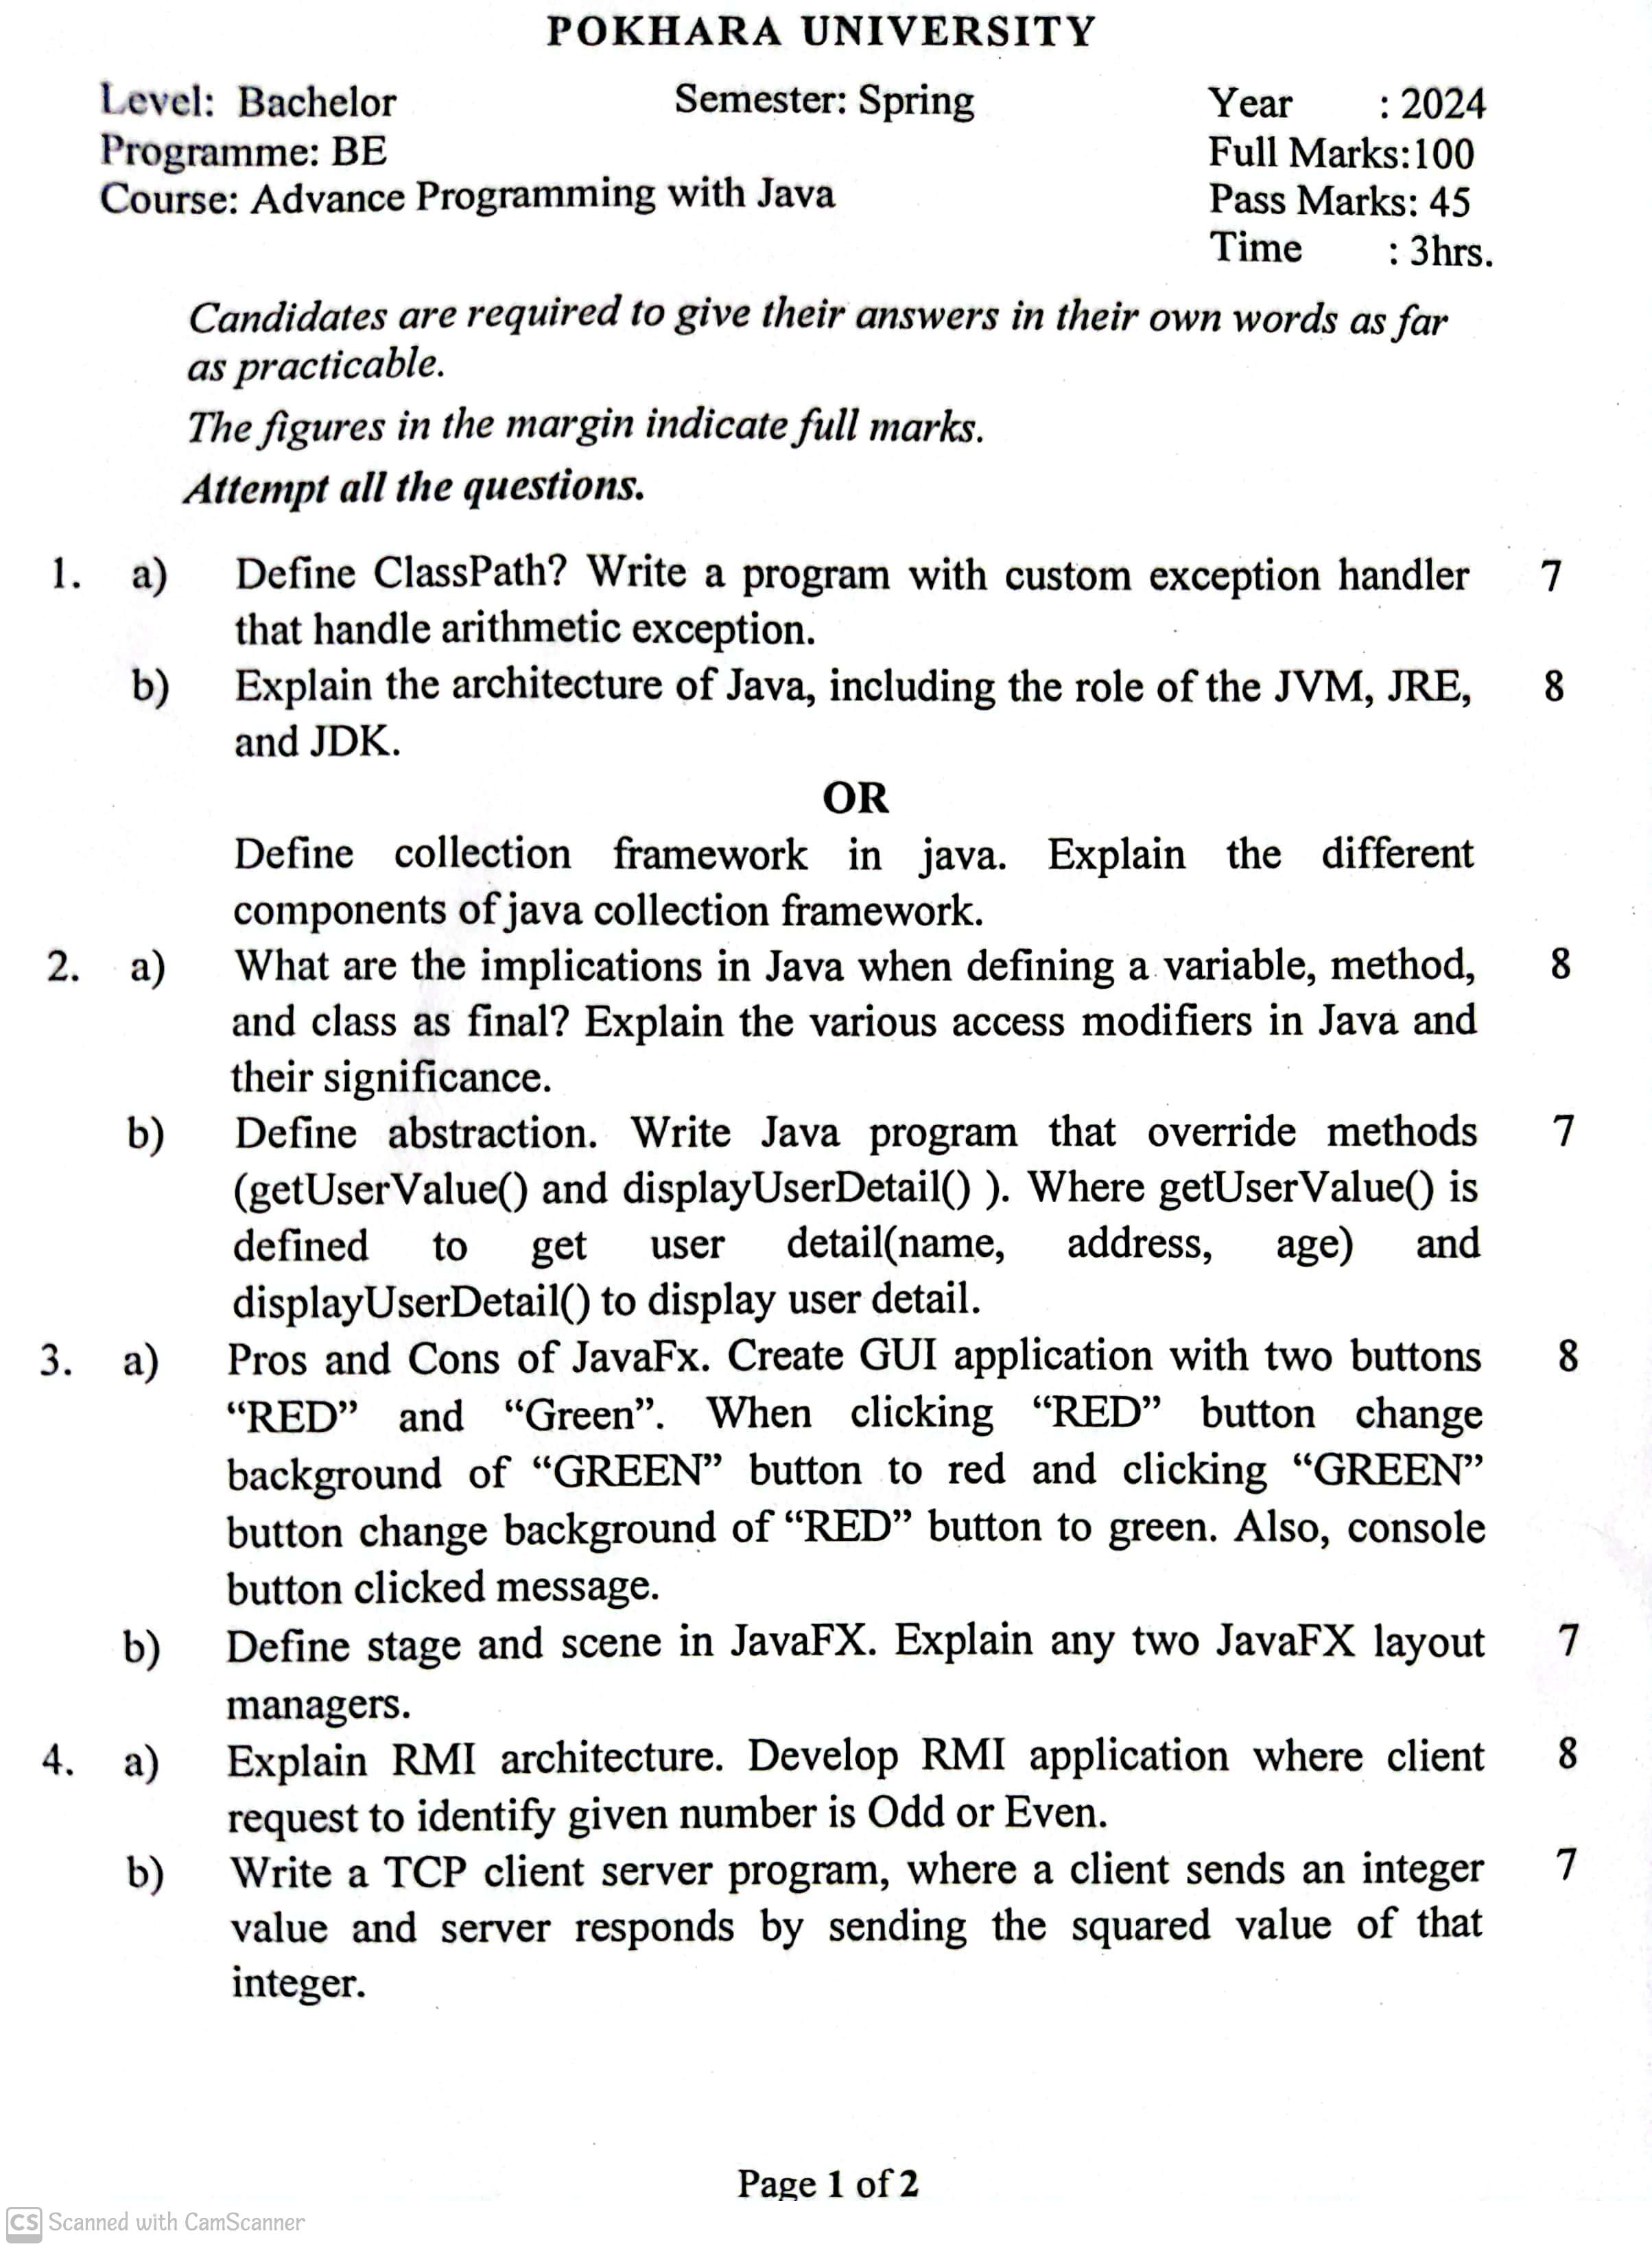 POKHARA UNIVERSITY
Level: Bachelor Semester: Spring Year : 2024
Programme: BE Full Marks:100
Course: Advance Programming with Java Pass Marks: 45
Time : 3hrs.
Candidates are required to give their answers in their own words as far
as practicable.
The figures in the margin indicate full marks.
Attempt all the questions.
1. a) Define ClassPath? Write a program with custom exception handler 7
that handle arithmetic exception.
b) Explain the architecture of Java, including the role of the JVM, JRE, 8
and JDK.
OR
Define collection framework in java. Explain the different
components of java collection framework.
2. a) What are the implications in Java when defining a variable, method, 8
and class as final? Explain the various access modifiers in Java and
their significance.
b) Define abstraction. Write Java program that override methods 7
(getUserValue() and displayUserDetail() ). Where getUserValue() is
defined to get user detail(name, address, age) and
displayUserDetail() to display user detail.
3. a) Pros and Cons of JavaFx. Create GUI application with two buttons 8
“RED” and “Green”. When clicking “RED” button change
background of “GREEN” button to red and clicking “GREEN”
button change background of “RED” button to green. Also, console
button clicked message.
b) Define stage and scene in JavaFX. Explain any two JavaFX layout 7
managers.
4. a) Explain RMI architecture. Develop RMI application where client 8
request to identify given number is Odd or Even.
b) Write a TCP client server program, where a client sends an integer 7
value and server responds by sending the squared value of that
integer.
Page 1 of 2
CS Scanned with CamScanner